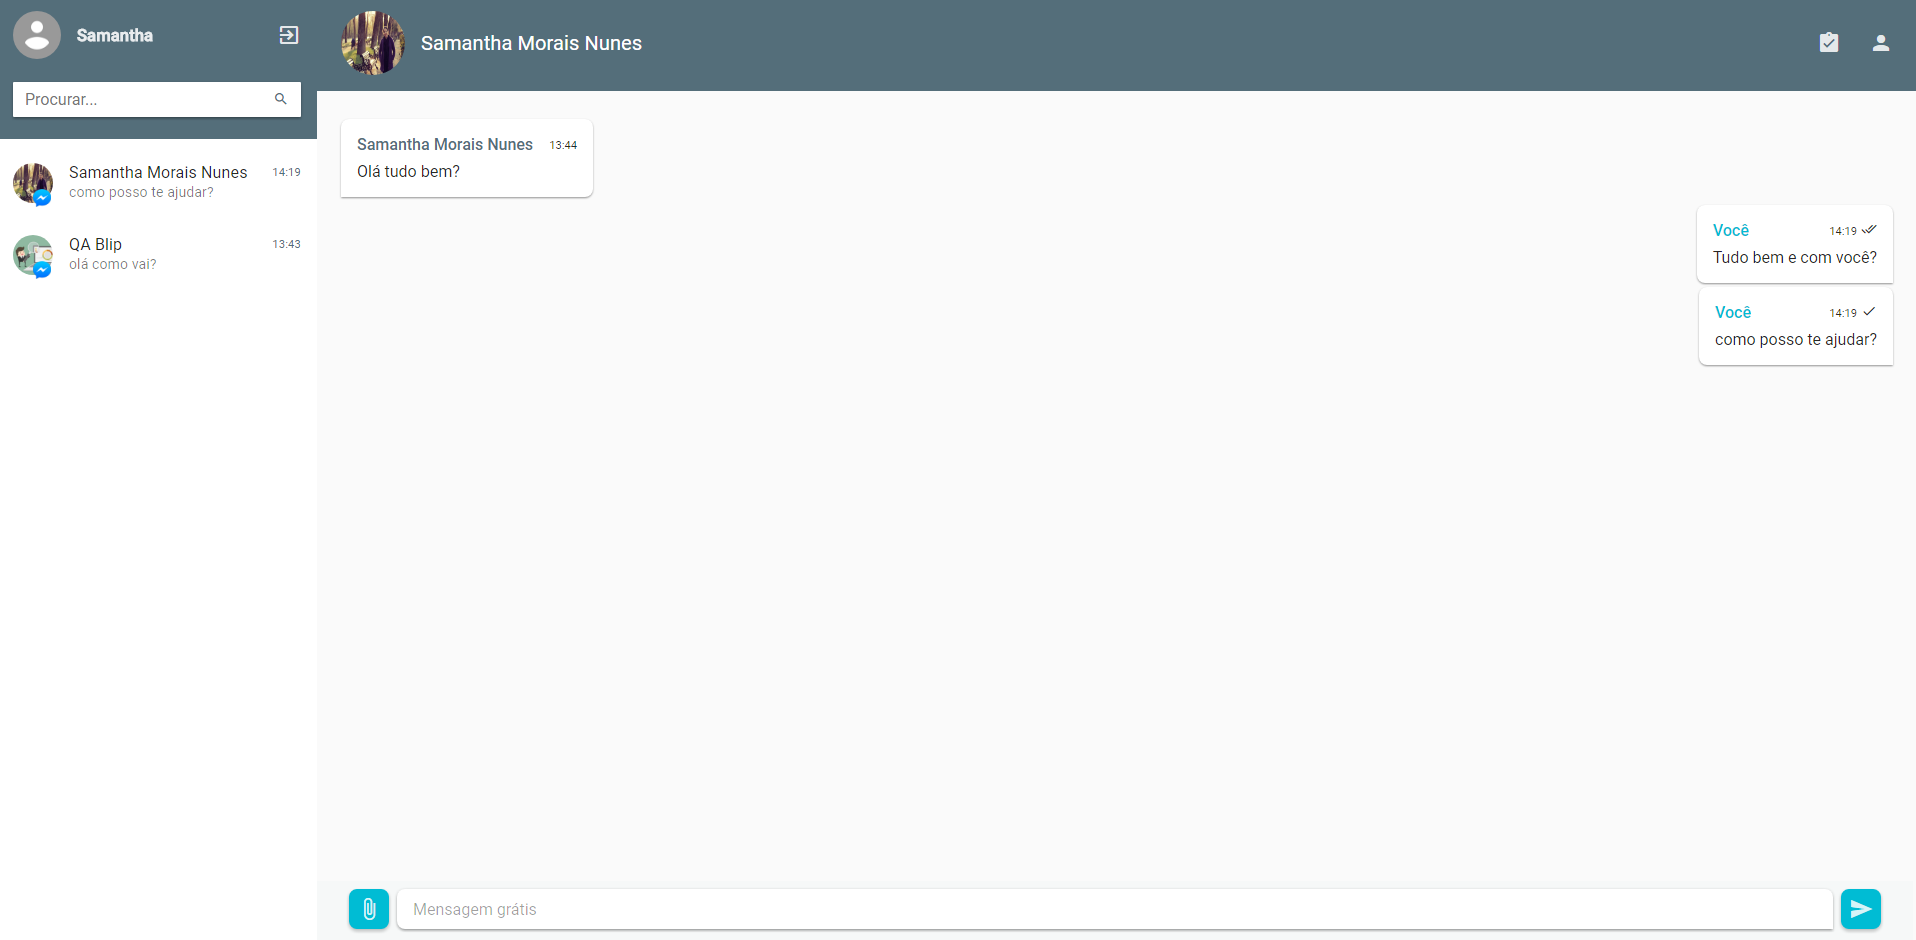 Samantha
Procurar...
Samantha Morais Nunes 14:19
como posso te ajudar?
QA Blip 13:43
olá como vai?
Samantha Morais Nunes
Samantha Morais Nunes 13:44
Olá tudo bem?
Você 14:19
Tudo bem e com você?
Você 14:19
como posso te ajudar?
Mensagem grátis